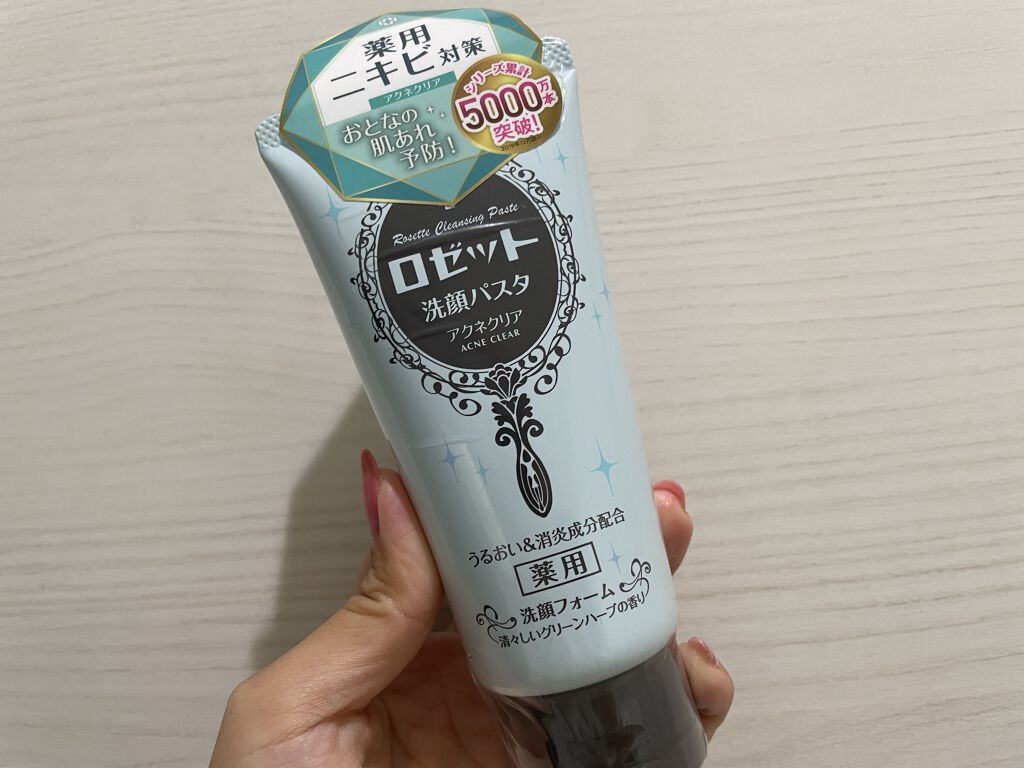 薬用
ニキビ対策
アクネクリア
おとなの
肌あれ
予防!
シリーズ累計
5000万本
突破!
Rosette Cleansing Paste
ロゼット
洗顔パスタ
アクネクリア
ACNE CLEAR
うるおい&消炎成分配合
薬用
洗顔フォーム
清々しいグリーンハーブの香り